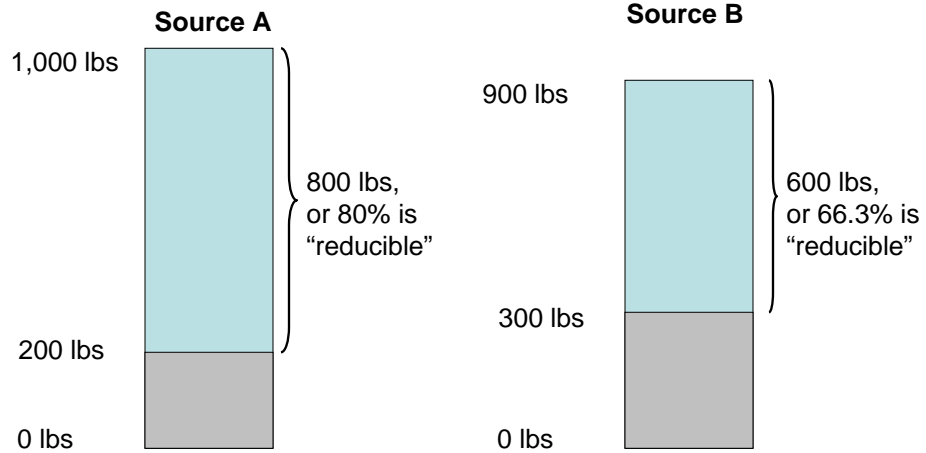 Source A
1,000 lbs
800 lbs,
or 80% is
“reducible”
200 lbs
0 lbs
Source B
900 lbs
600 lbs,
or 66.3% is
“reducible”
300 lbs
0 lbs